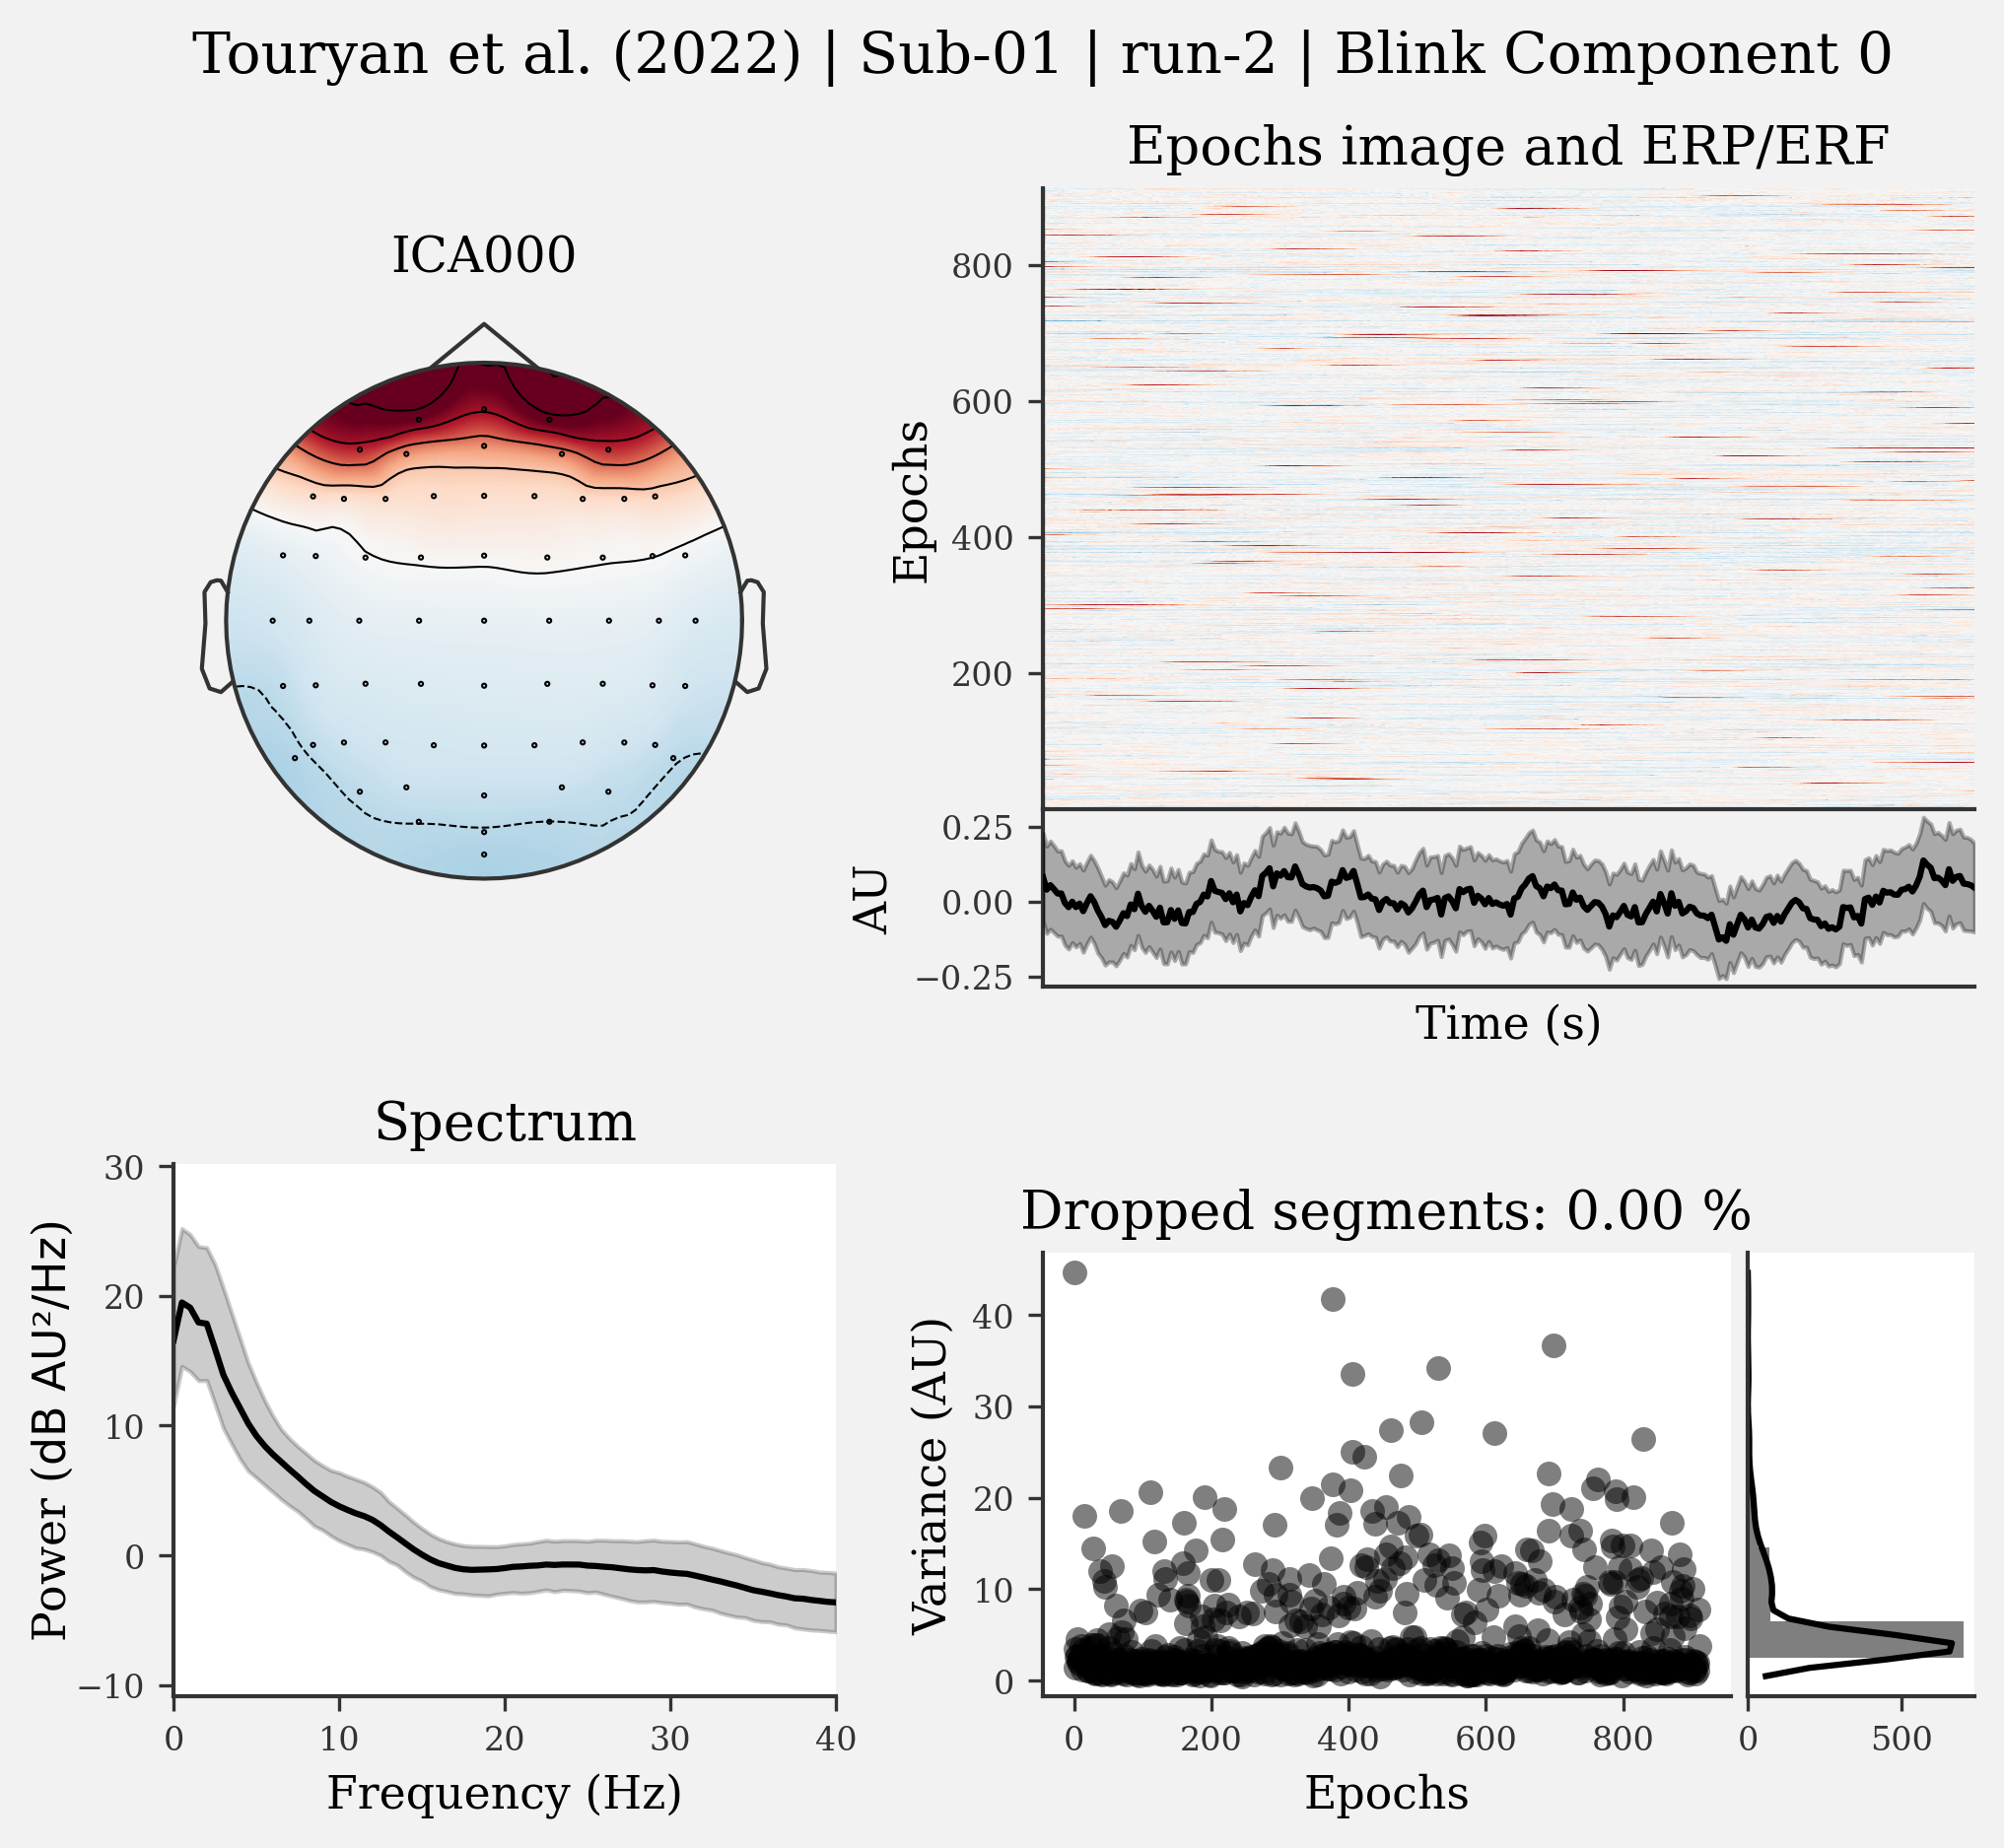 Touryan et al. (2022) | Sub-01 | run-2 | Blink Component 0
ICA000
Epochs image and ERP/ERF
Epochs
800
600
400
200
AU
0.25
0.00
−0.25
Time (s)
Spectrum
Power (dB AU²/Hz)
30
20
10
0
−10
0 10 20 30 40
Frequency (Hz)
Dropped segments: 0.00 %
Variance (AU)
40
30
20
10
0
0 200 400 600 800
Epochs
0 500